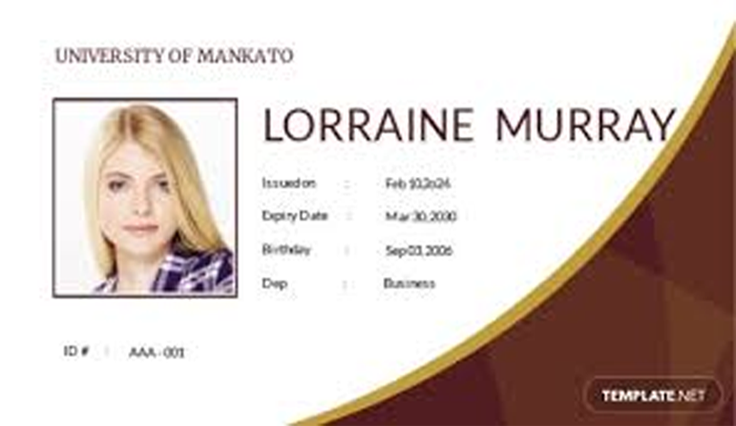 UNIVERSITY OF MANKATO
LORRAINE MURRAY
Issued on : Feb 10,2o24
Expiry Date : Mar 30,2030
Birthday : Sep 03,2006
Dep : Business
ID # : AAA - 001
TEMPLATE.NET